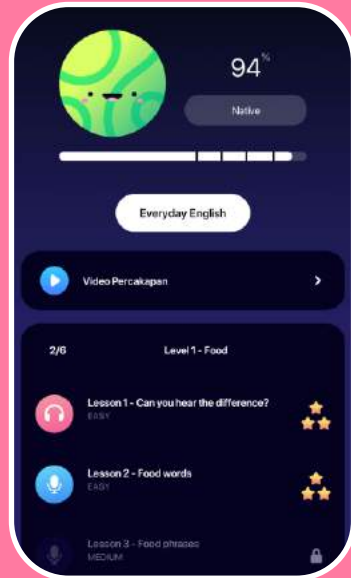 94%
Native
Everyday English
Video Percakapan
2/6
Level 1 - Food
Lesson 1 - Can you hear the difference?
EASY
Lesson 2 - Food words
EASY
Lesson 3 - Food phrases
MEDIUM